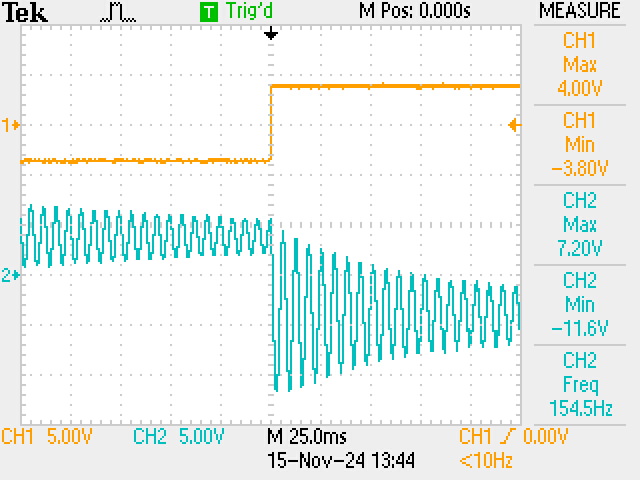 Tek T Trig'd M Pos: 0.000s MEASURE
CH1
Max
4.00V
CH1
Min
−3.80V
CH2
Max
7.20V
CH2
Min
−11.6V
CH2
Freq
154.5Hz
1
2
CH1 5.00V CH2 5.00V M 25.0ms CH1 0.00V
15-Nov-24 13:44 <10Hz